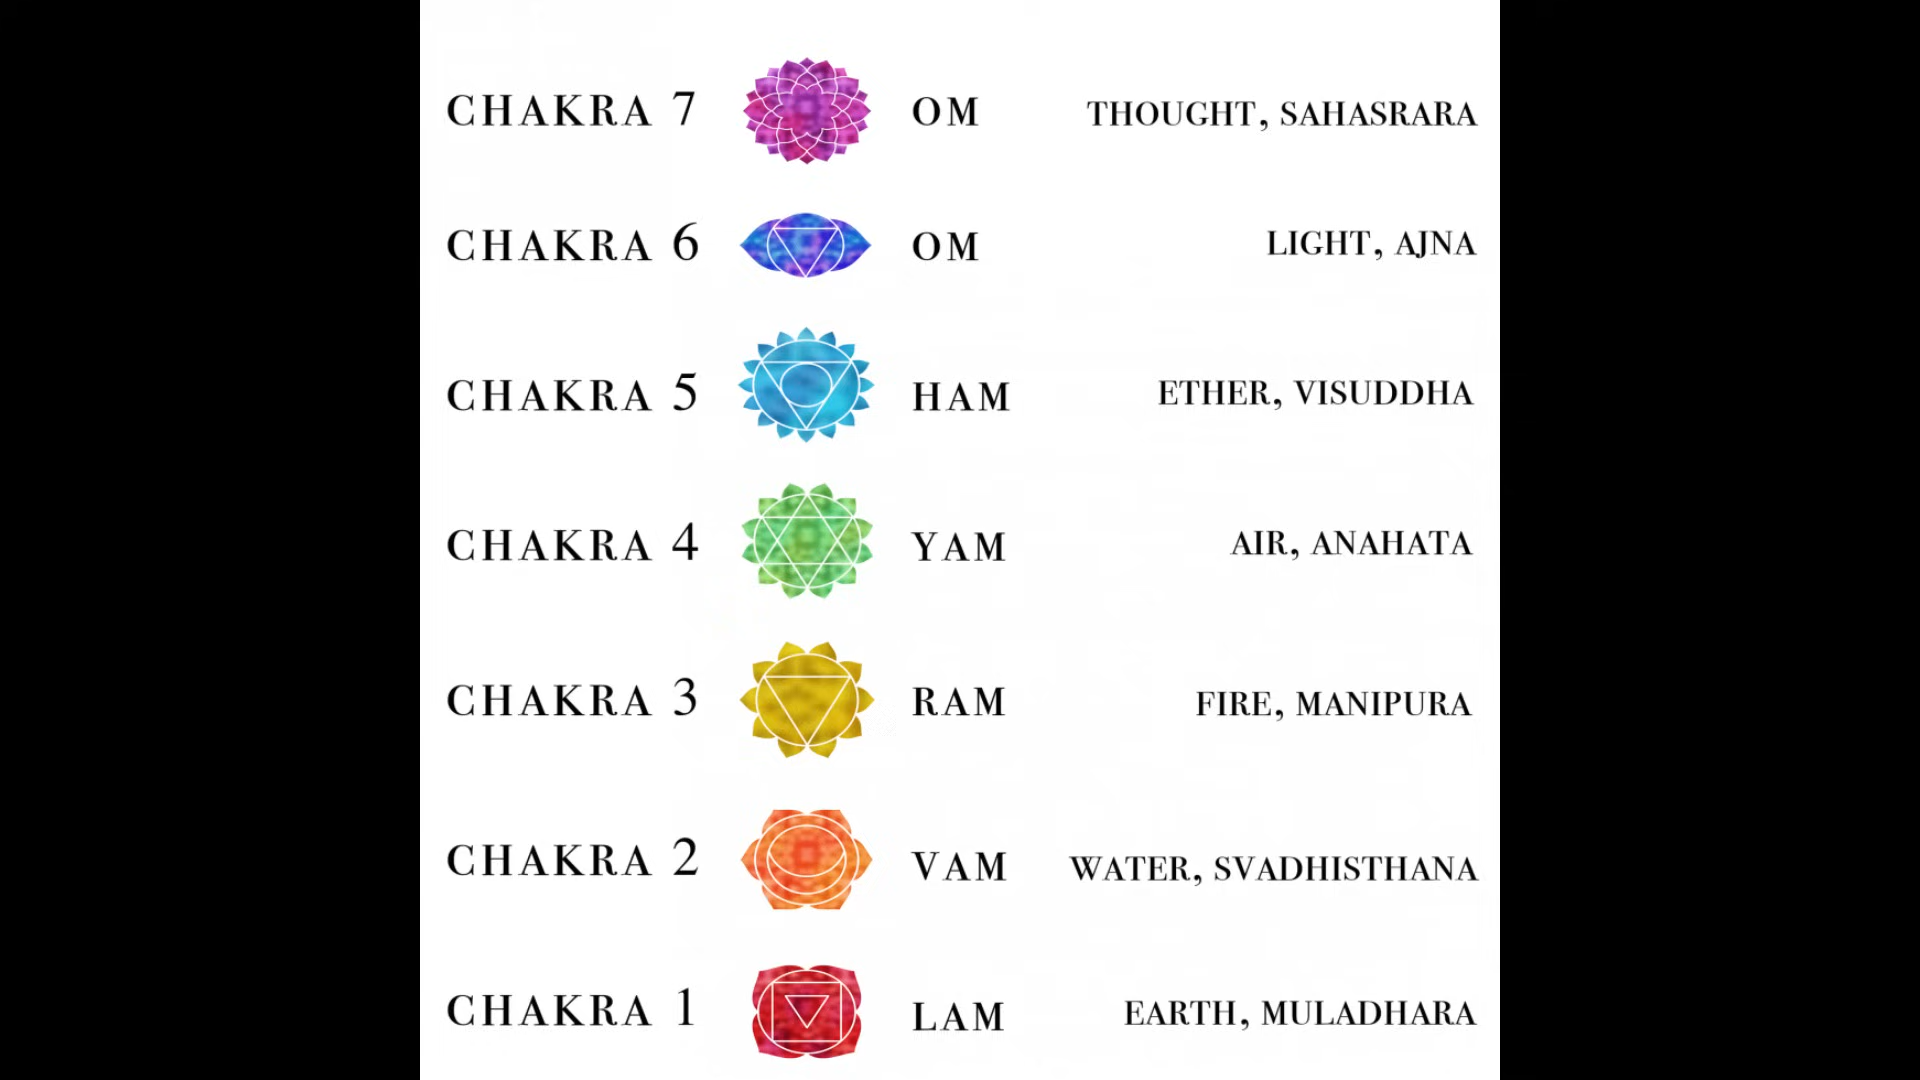 CHAKRA 7 OM THOUGHT, SAHASRARA
CHAKRA 6 OM LIGHT, AJNA
CHAKRA 5 HAM ETHER, VISUDDHA
CHAKRA 4 YAM AIR, ANAHATA
CHAKRA 3 RAM FIRE, MANIPURA
CHAKRA 2 VAM WATER, SVADHISTHANA
CHAKRA 1 LAM EARTH, MULADHARA